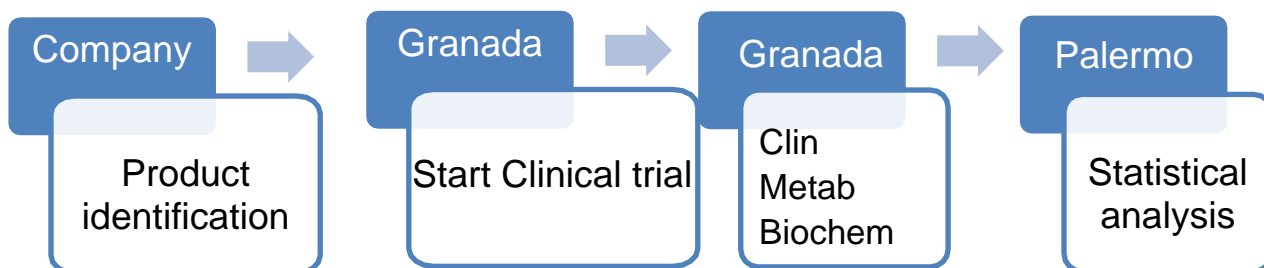 Company
Product
identification
Granada
Start Clinical trial
Granada
Clin
Metab
Biochem
Palermo
Statistical
analysis